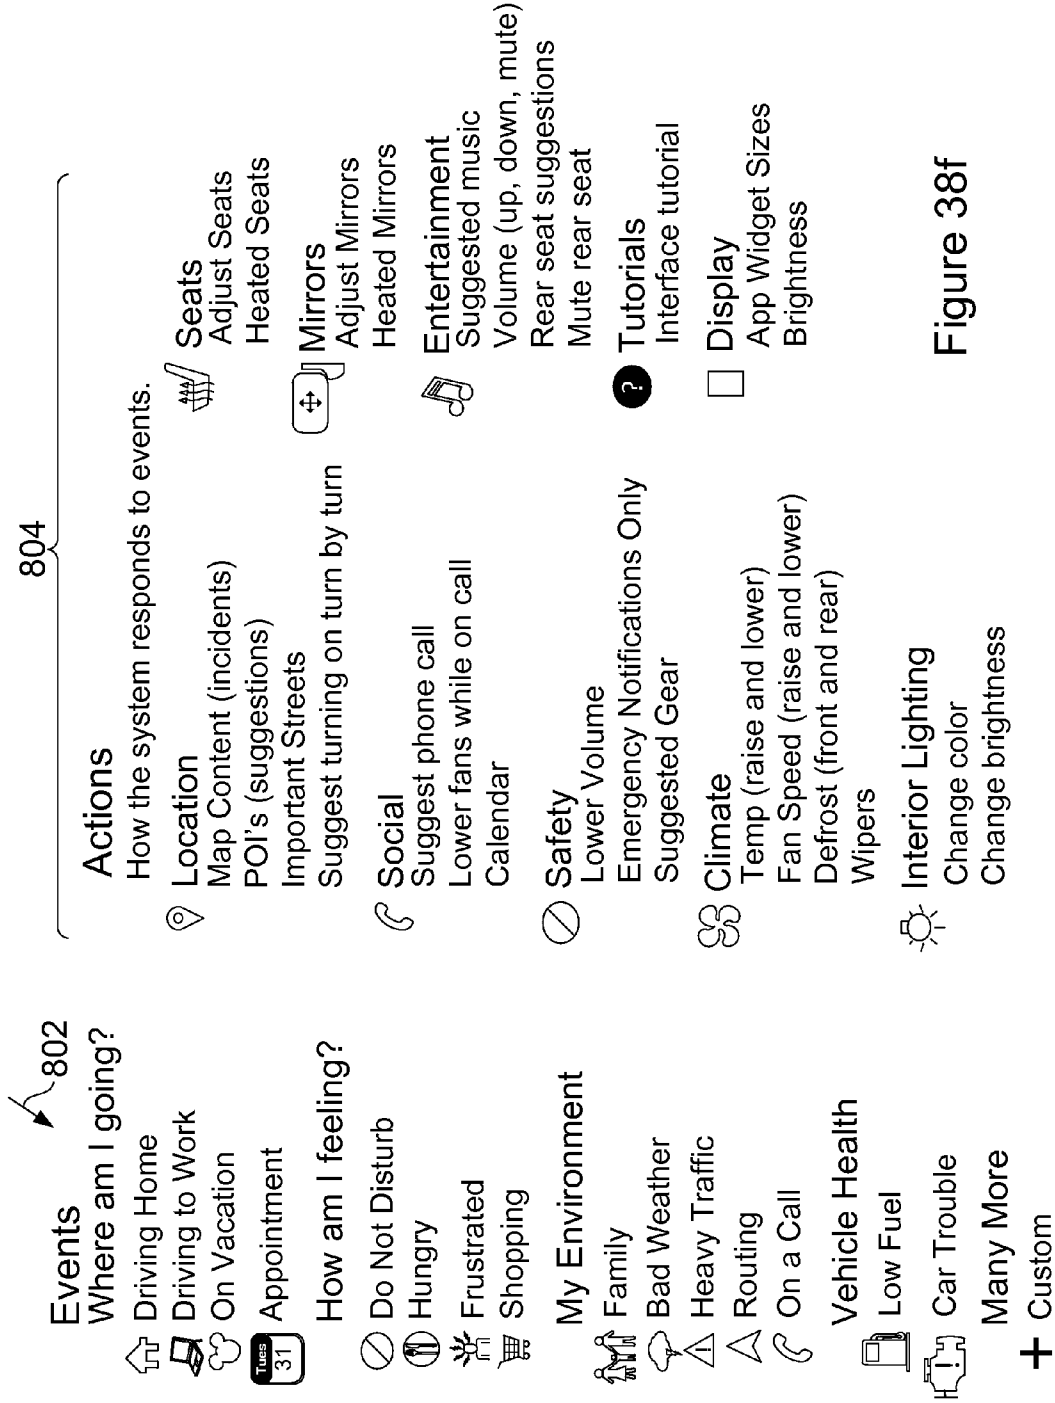 802
Events
Where am I going?
Driving Home
Driving to Work
On Vacation
Tues
31
Appointment
How am I feeling?
Do Not Disturb
Hungry
Frustrated
Shopping
My Environment
Family
Bad Weather
! Heavy Traffic
Routing
On a Call
Vehicle Health
Low Fuel
! Car Trouble
Many More
+ Custom
804
Actions
How the system responds to events.
Location
Map Content (incidents)
POI's (suggestions)
Important Streets
Suggest turning on turn by turn
Social
Suggest phone call
Lower fans while on call
Calendar
Safety
Lower Volume
Emergency Notifications Only
Suggested Gear
Climate
Temp (raise and lower)
Fan Speed (raise and lower)
Defrost (front and rear)
Wipers
Interior Lighting
Change color
Change brightness
Seats
Adjust Seats
Heated Seats
Mirrors
Adjust Mirrors
Heated Mirrors
Entertainment
Suggested music
Volume (up, down, mute)
Rear seat suggestions
Mute rear seat
? Tutorials
Interface tutorial
Display
App Widget Sizes
Brightness
Figure 38f